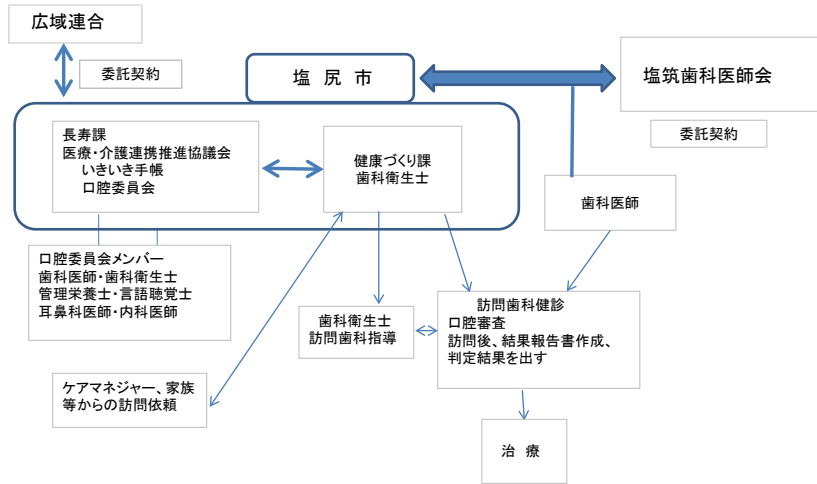 広域連合
委託契約
塩 尻 市
塩筑歯科医師会
委託契約
長寿課
医療・介護連携推進協議会
いきいき手帳
口腔委員会
健康づくり課
歯科衛生士
歯科医師
口腔委員会メンバー
歯科医師・歯科衛生士
管理栄養士・言語聴覚士
耳鼻科医師・内科医師
歯科衛生士
訪問歯科指導
訪問歯科健診
口腔審査
訪問後、結果報告書作成、
判定結果を出す
ケアマネジャー、家族
等からの訪問依頼
治 療